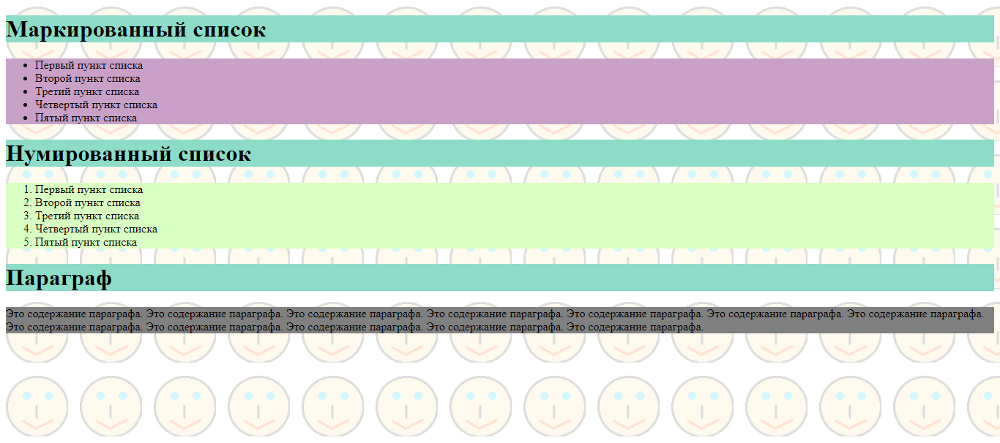 Маркированный список
Первый пункт списка
Второй пункт списка
Третий пункт списка
Четвертый пункт списка
Пятый пункт списка
Нумированный список
1. Первый пункт списка
2. Второй пункт списка
3. Третий пункт списка
4. Четвертый пункт списка
5. Пятый пункт списка
Параграф
Это содержание параграфа. Это содержание параграфа. Это содержание параграфа. Это содержание параграфа. Это содержание параграфа. Это содержание параграфа. Это содержание параграфа.
Это содержание параграфа. Это содержание параграфа. Это содержание параграфа. Это содержание параграфа. Это содержание параграфа.